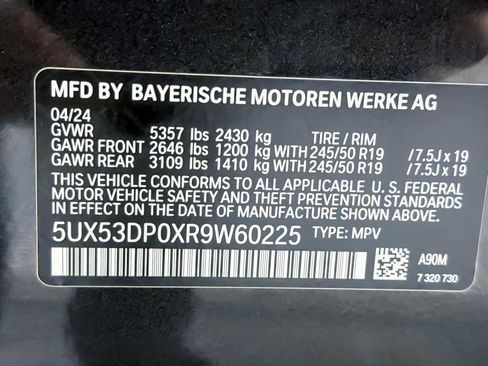 MFD BY BAYERISCHE MOTOREN WERKE AG
04/24
GVWR 5357 lbs 2430 kg TIRE / RIM
GAWR FRONT 2646 lbs 1200 kg WITH 245/50 R19 / 7.5J x 19
GAWR REAR 3109 lbs 1410 kg WITH 245/50 R19 / 7.5J x 19
THIS VEHICLE CONFORMS TO ALL APPLICABLE U. S. FEDERAL
MOTOR VEHICLE SAFETY AND THEFT PREVENTION STANDARDS
IN EFFECT ON THE DATE OF MANUFACTURE SHOWN ABOVE.
5UX53DP0XR9W60225 TYPE: MPV
A90M
7 320 730